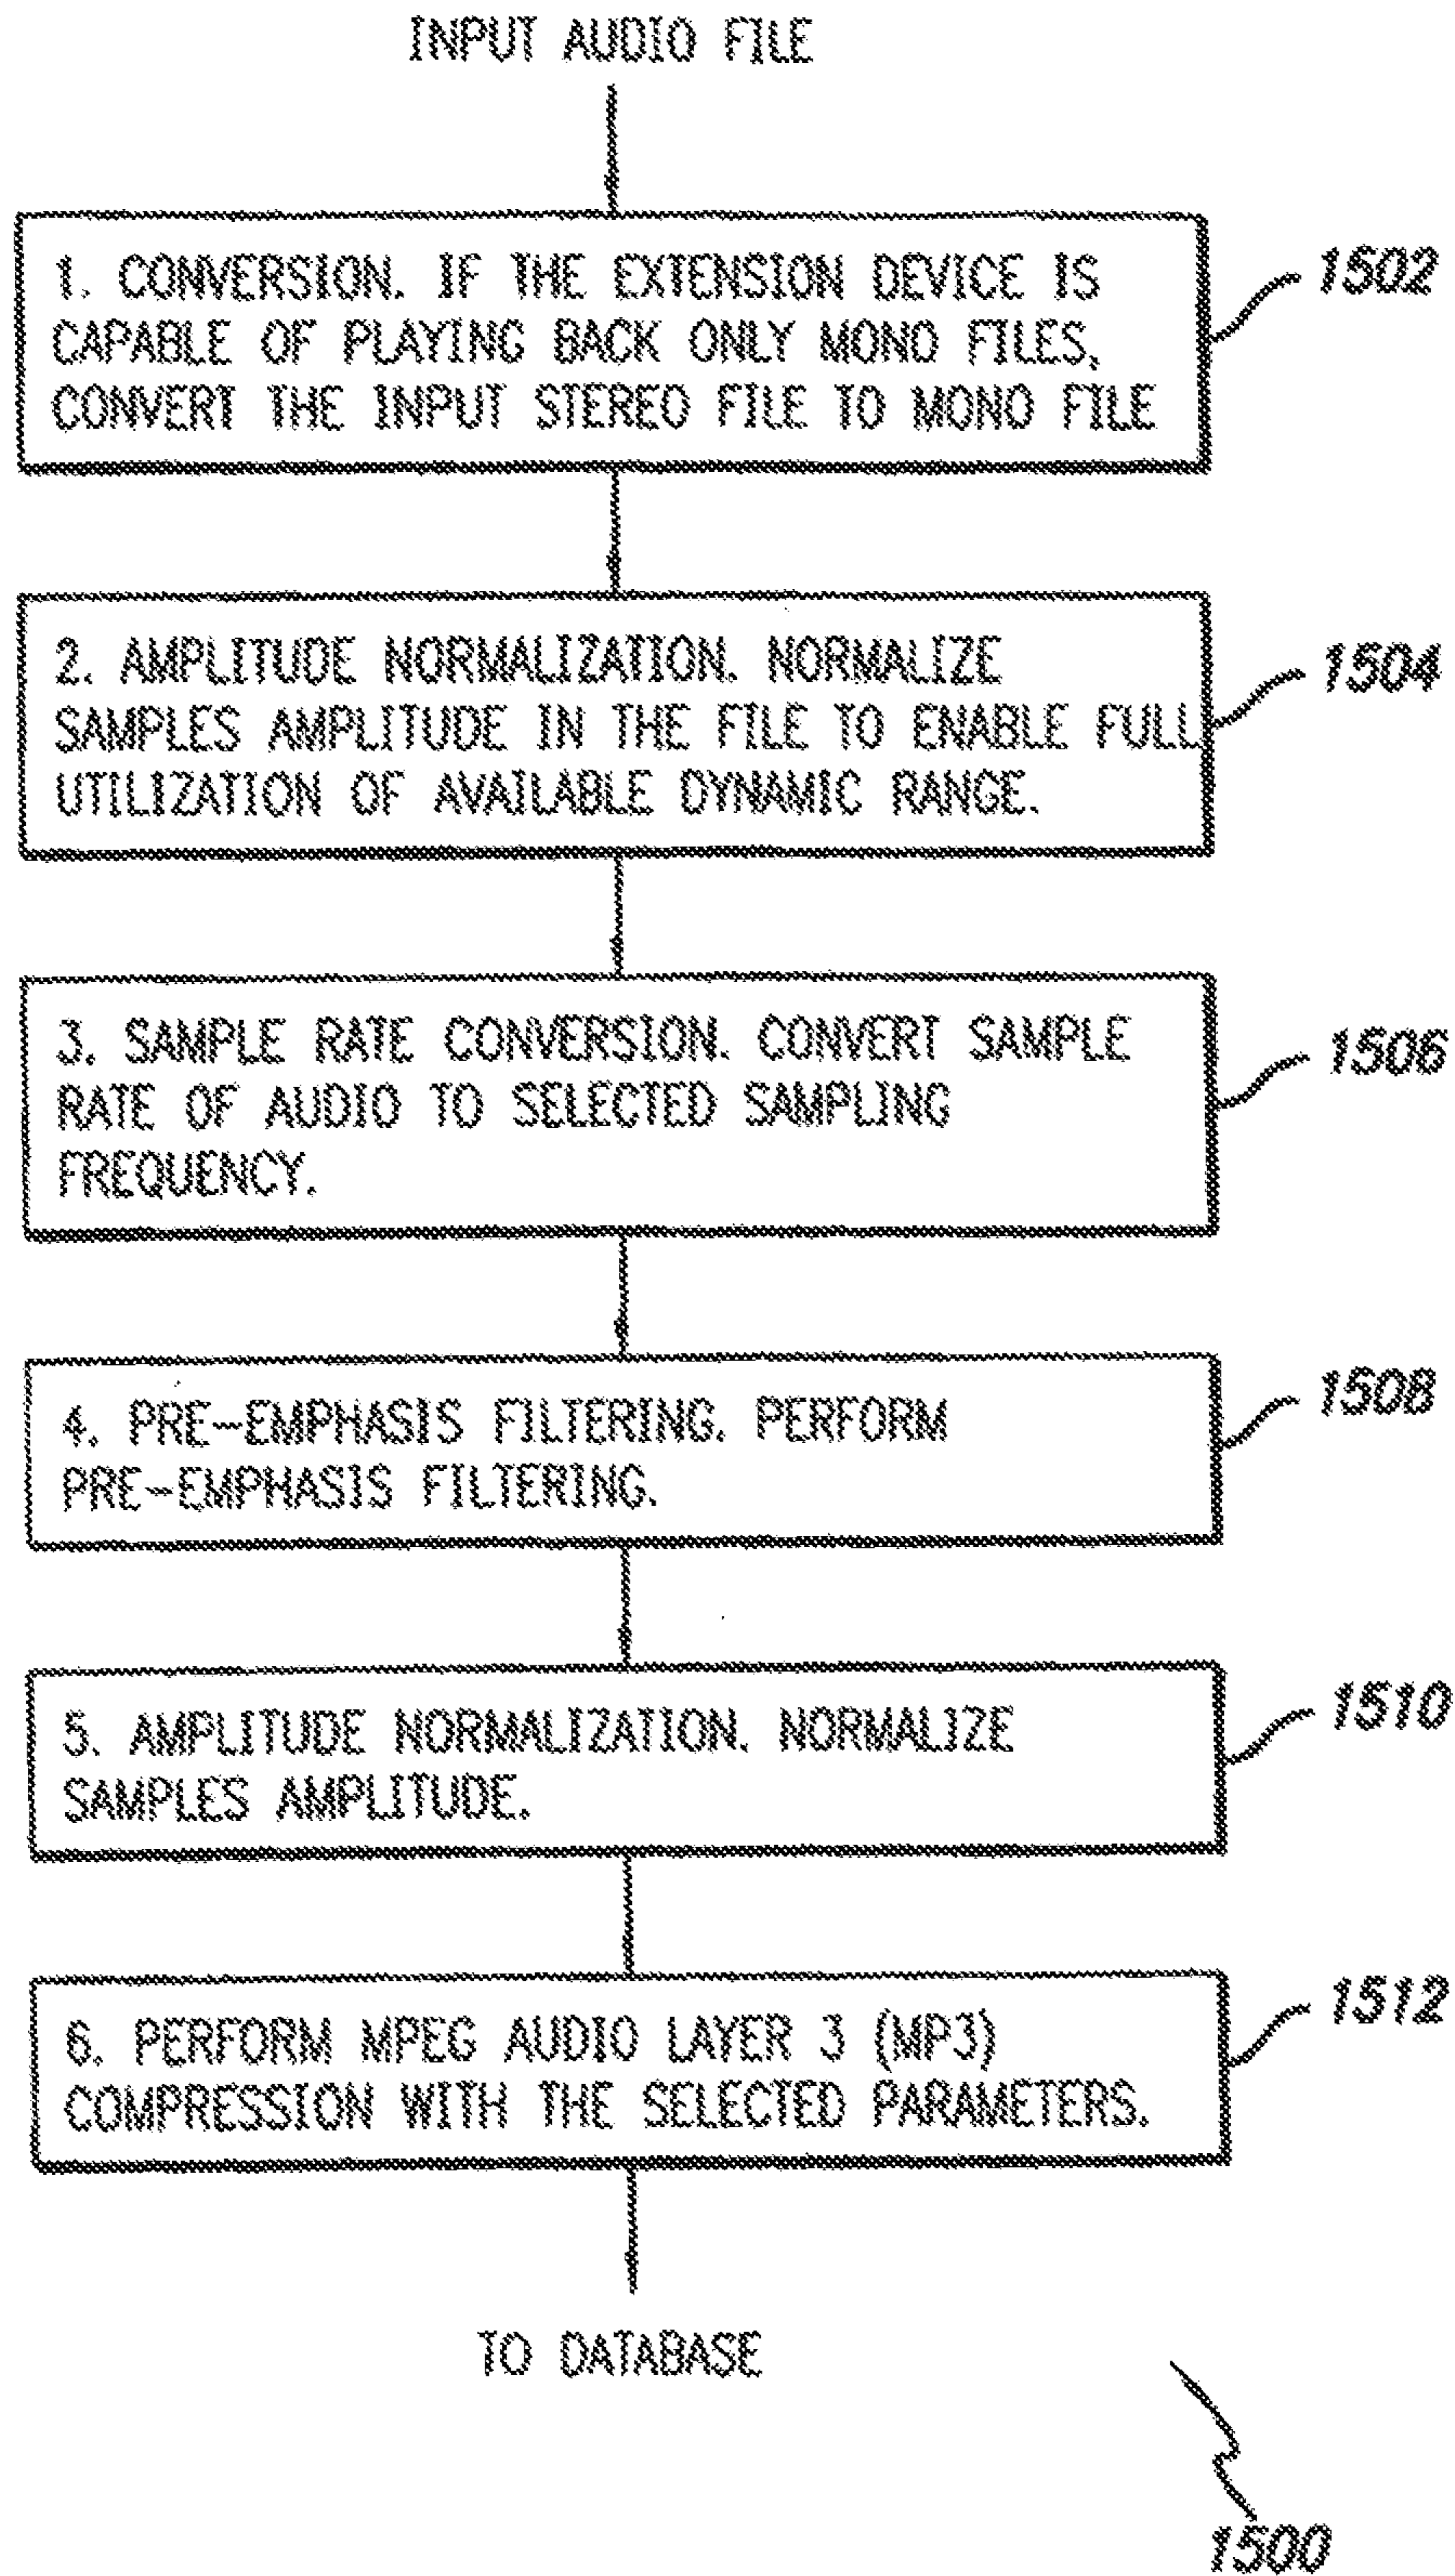 INPUT AUDIO FILE
1. CONVERSION. IF THE EXTENSION DEVICE IS
CAPABLE OF PLAYING BACK ONLY MONO FILES,
CONVERT THE INPUT STEREO FILE TO MONO FILE
1502
2. AMPLITUDE NORMALIZATION. NORMALIZE
SAMPLES AMPLITUDE IN THE FILE TO ENABLE FULL
UTILIZATION OF AVAILABLE DYNAMIC RANGE.
1504
3. SAMPLE RATE CONVERSION. CONVERT SAMPLE
RATE OF AUDIO TO SELECTED SAMPLING
FREQUENCY.
1506
4. PRE-EMPHASIS FILTERING. PERFORM
PRE-EMPHASIS FILTERING.
1508
5. AMPLITUDE NORMALIZATION. NORMALIZE
SAMPLES AMPLITUDE.
1510
6. PERFORM MPEG AUDIO LAYER 3 (MP3)
COMPRESSION WITH THE SELECTED PARAMETERS.
1512
TO DATABASE
1500